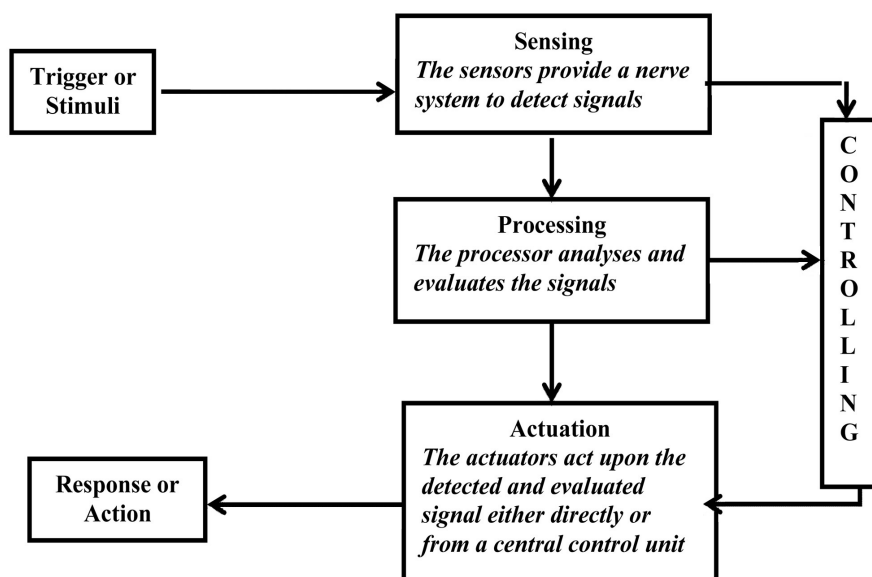 Trigger or
Stimuli
Sensing
The sensors provide a nerve
system to detect signals
Processing
The processor analyses and
evaluates the signals
Actuation
The actuators act upon the
detected and evaluated
signal either directly or
from a central control unit
Response or
Action
C
O
N
T
R
O
L
L
I
N
G